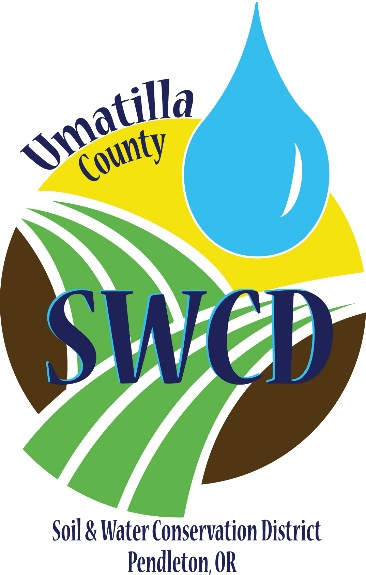 Umatilla
County
SWCD
Soil & Water Conservation District
Pendleton, OR